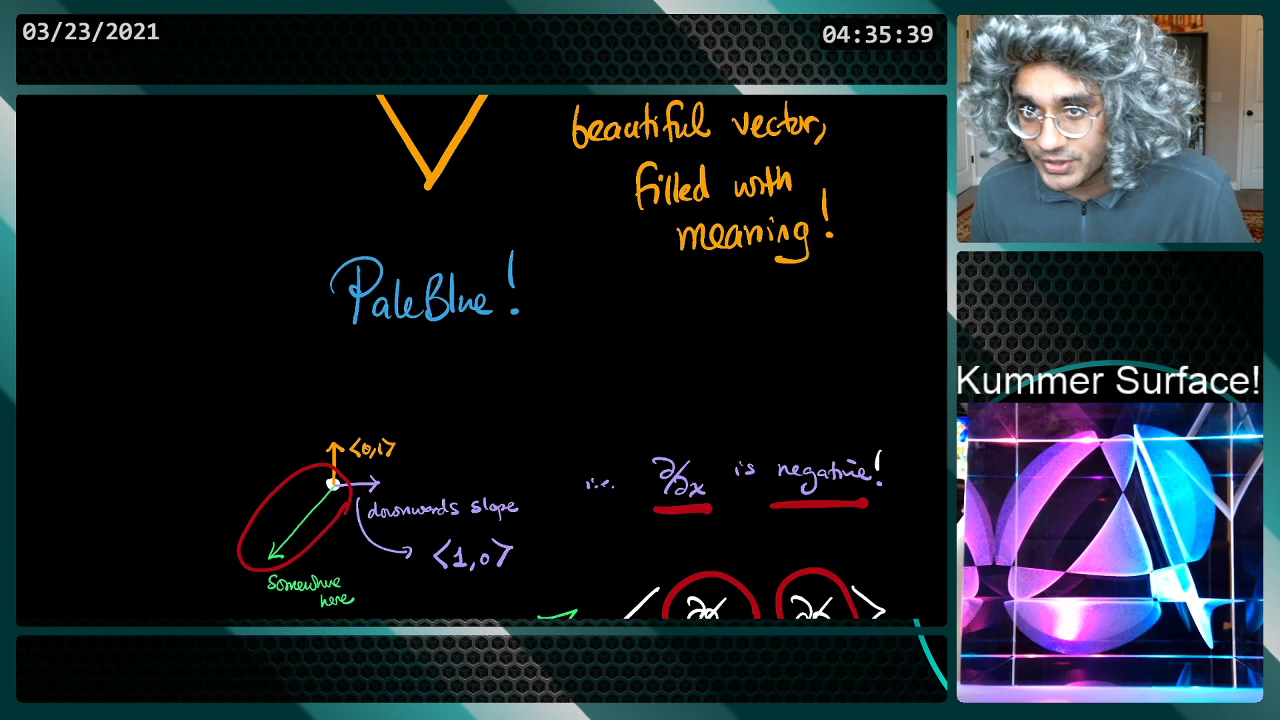 03/23/2021
04:35:39
beautiful vector,
filled with
meaning!
PaleBlue!
Kummer Surface!
<0,1>
i.e. ∂/∂x is negative!
downwards slope
<1,0>
Somewhere
here